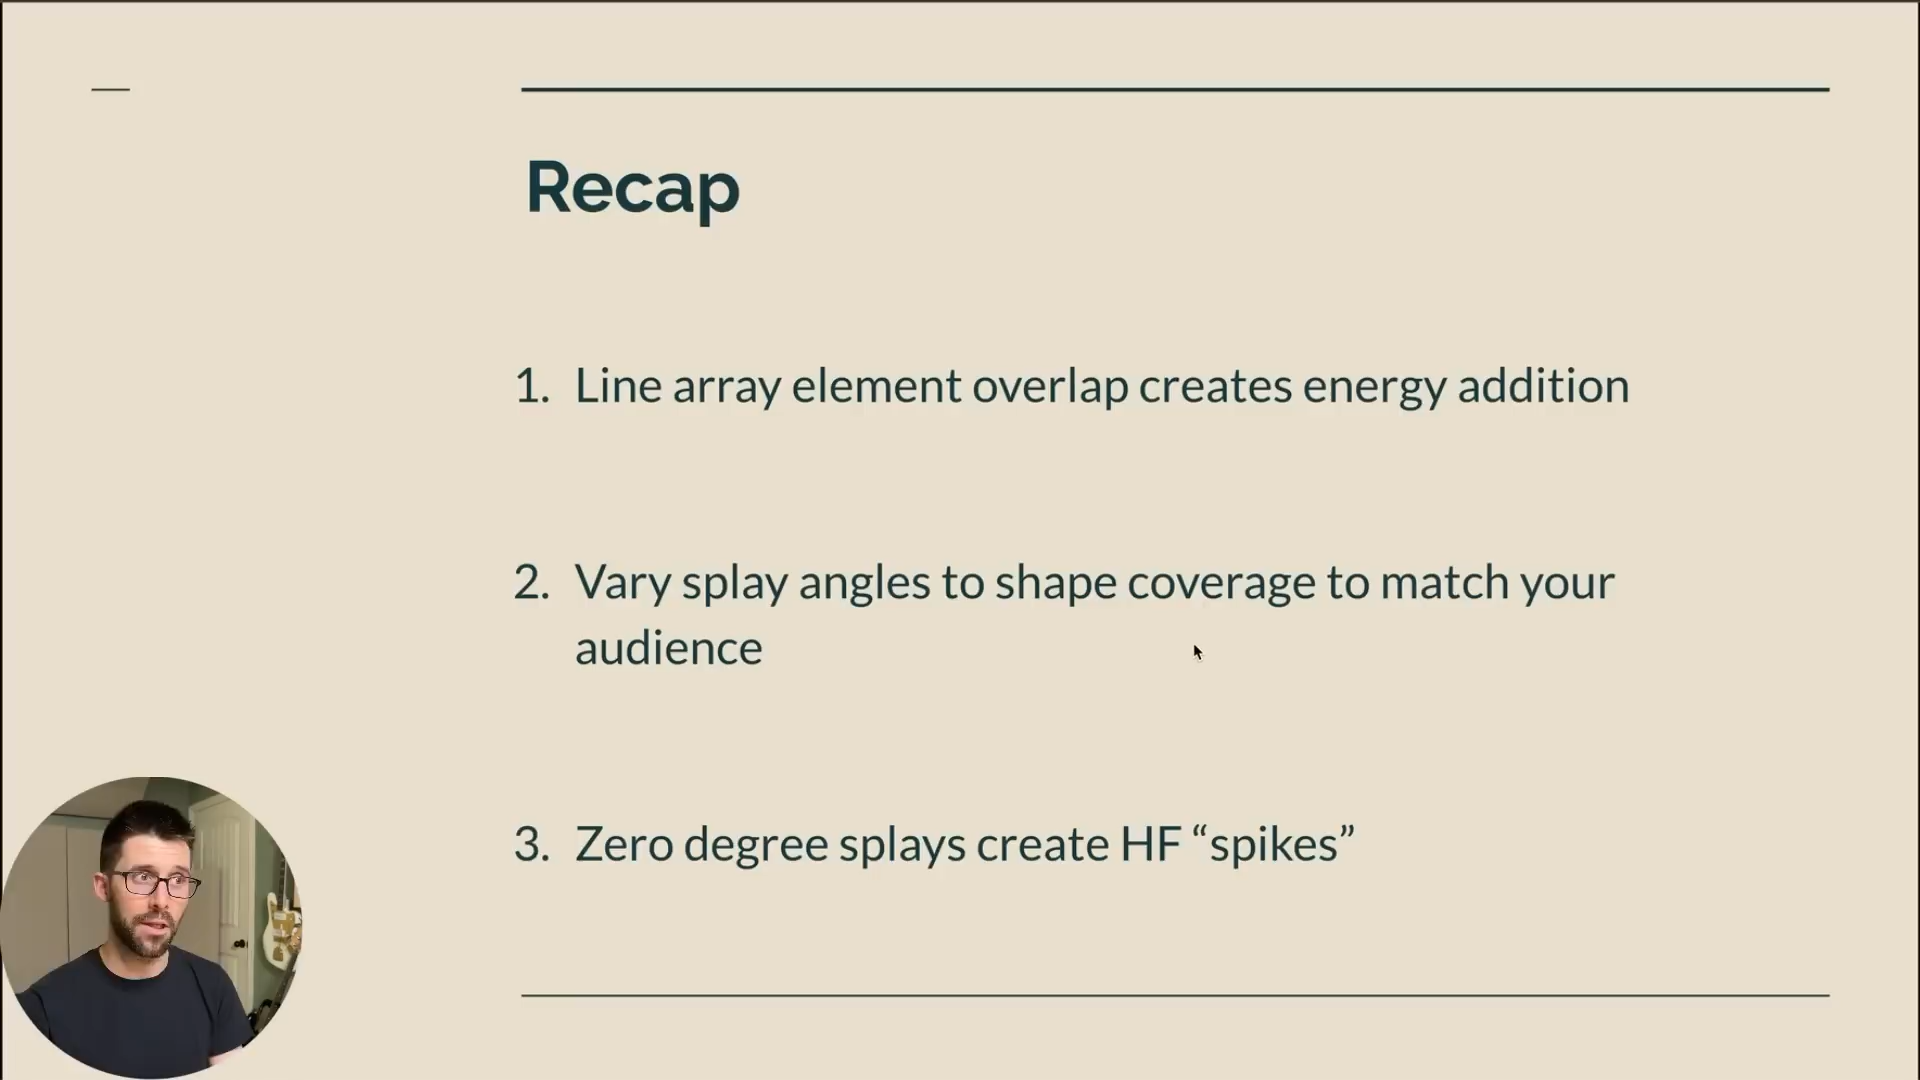 Recap
1. Line array element overlap creates energy addition
2. Vary splay angles to shape coverage to match your
audience
3. Zero degree splays create HF “spikes”